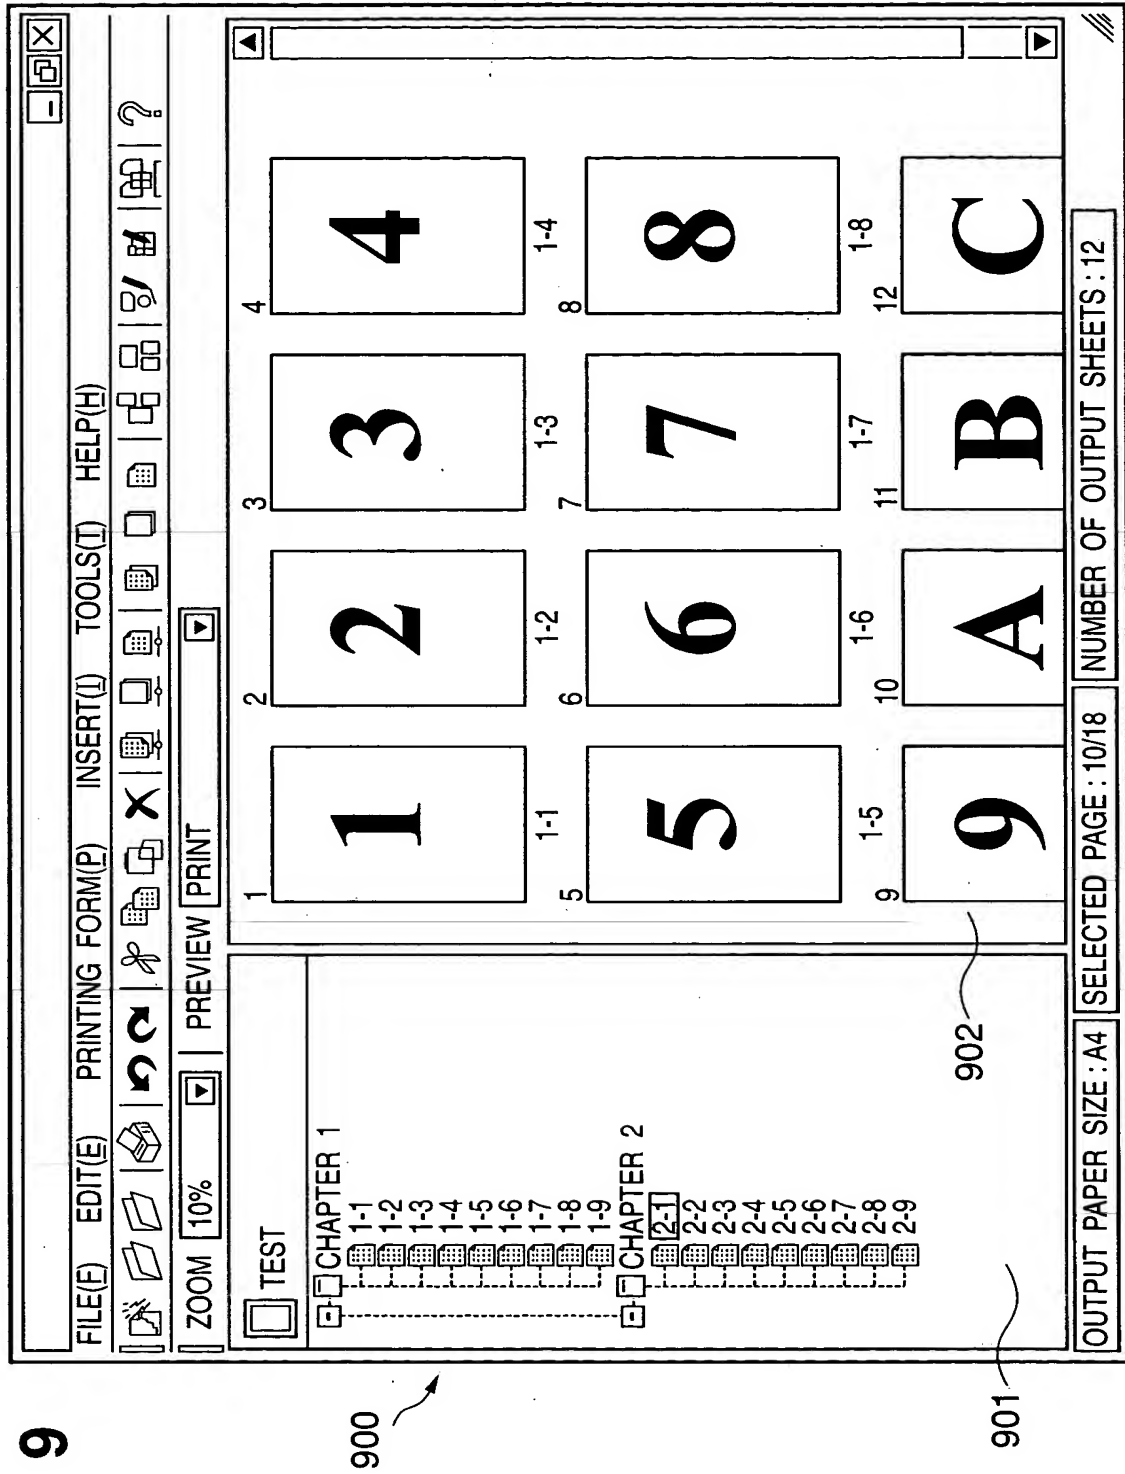 9
900
FILE(F) EDIT(E) PRINTING FORM(P) INSERT(I) TOOLS(T) HELP(H)
?
ZOOM 10% PREVIEW PRINT
TEST
CHAPTER 1
1-1
1-2
1-3
1-4
1-5
1-6
1-7
1-8
1-9
CHAPTER 2
2-1
2-2
2-3
2-4
2-5
2-6
2-7
2-8
2-9
901
902
1 2 3 4
1 2 3 4
1-1 1-2 1-3 1-4
5 6 7 8
5 6 7 8
1-5 1-6 1-7 1-8
9 10 11 12
9 A B C
OUTPUT PAPER SIZE : A4 SELECTED PAGE : 10/18 NUMBER OF OUTPUT SHEETS : 12